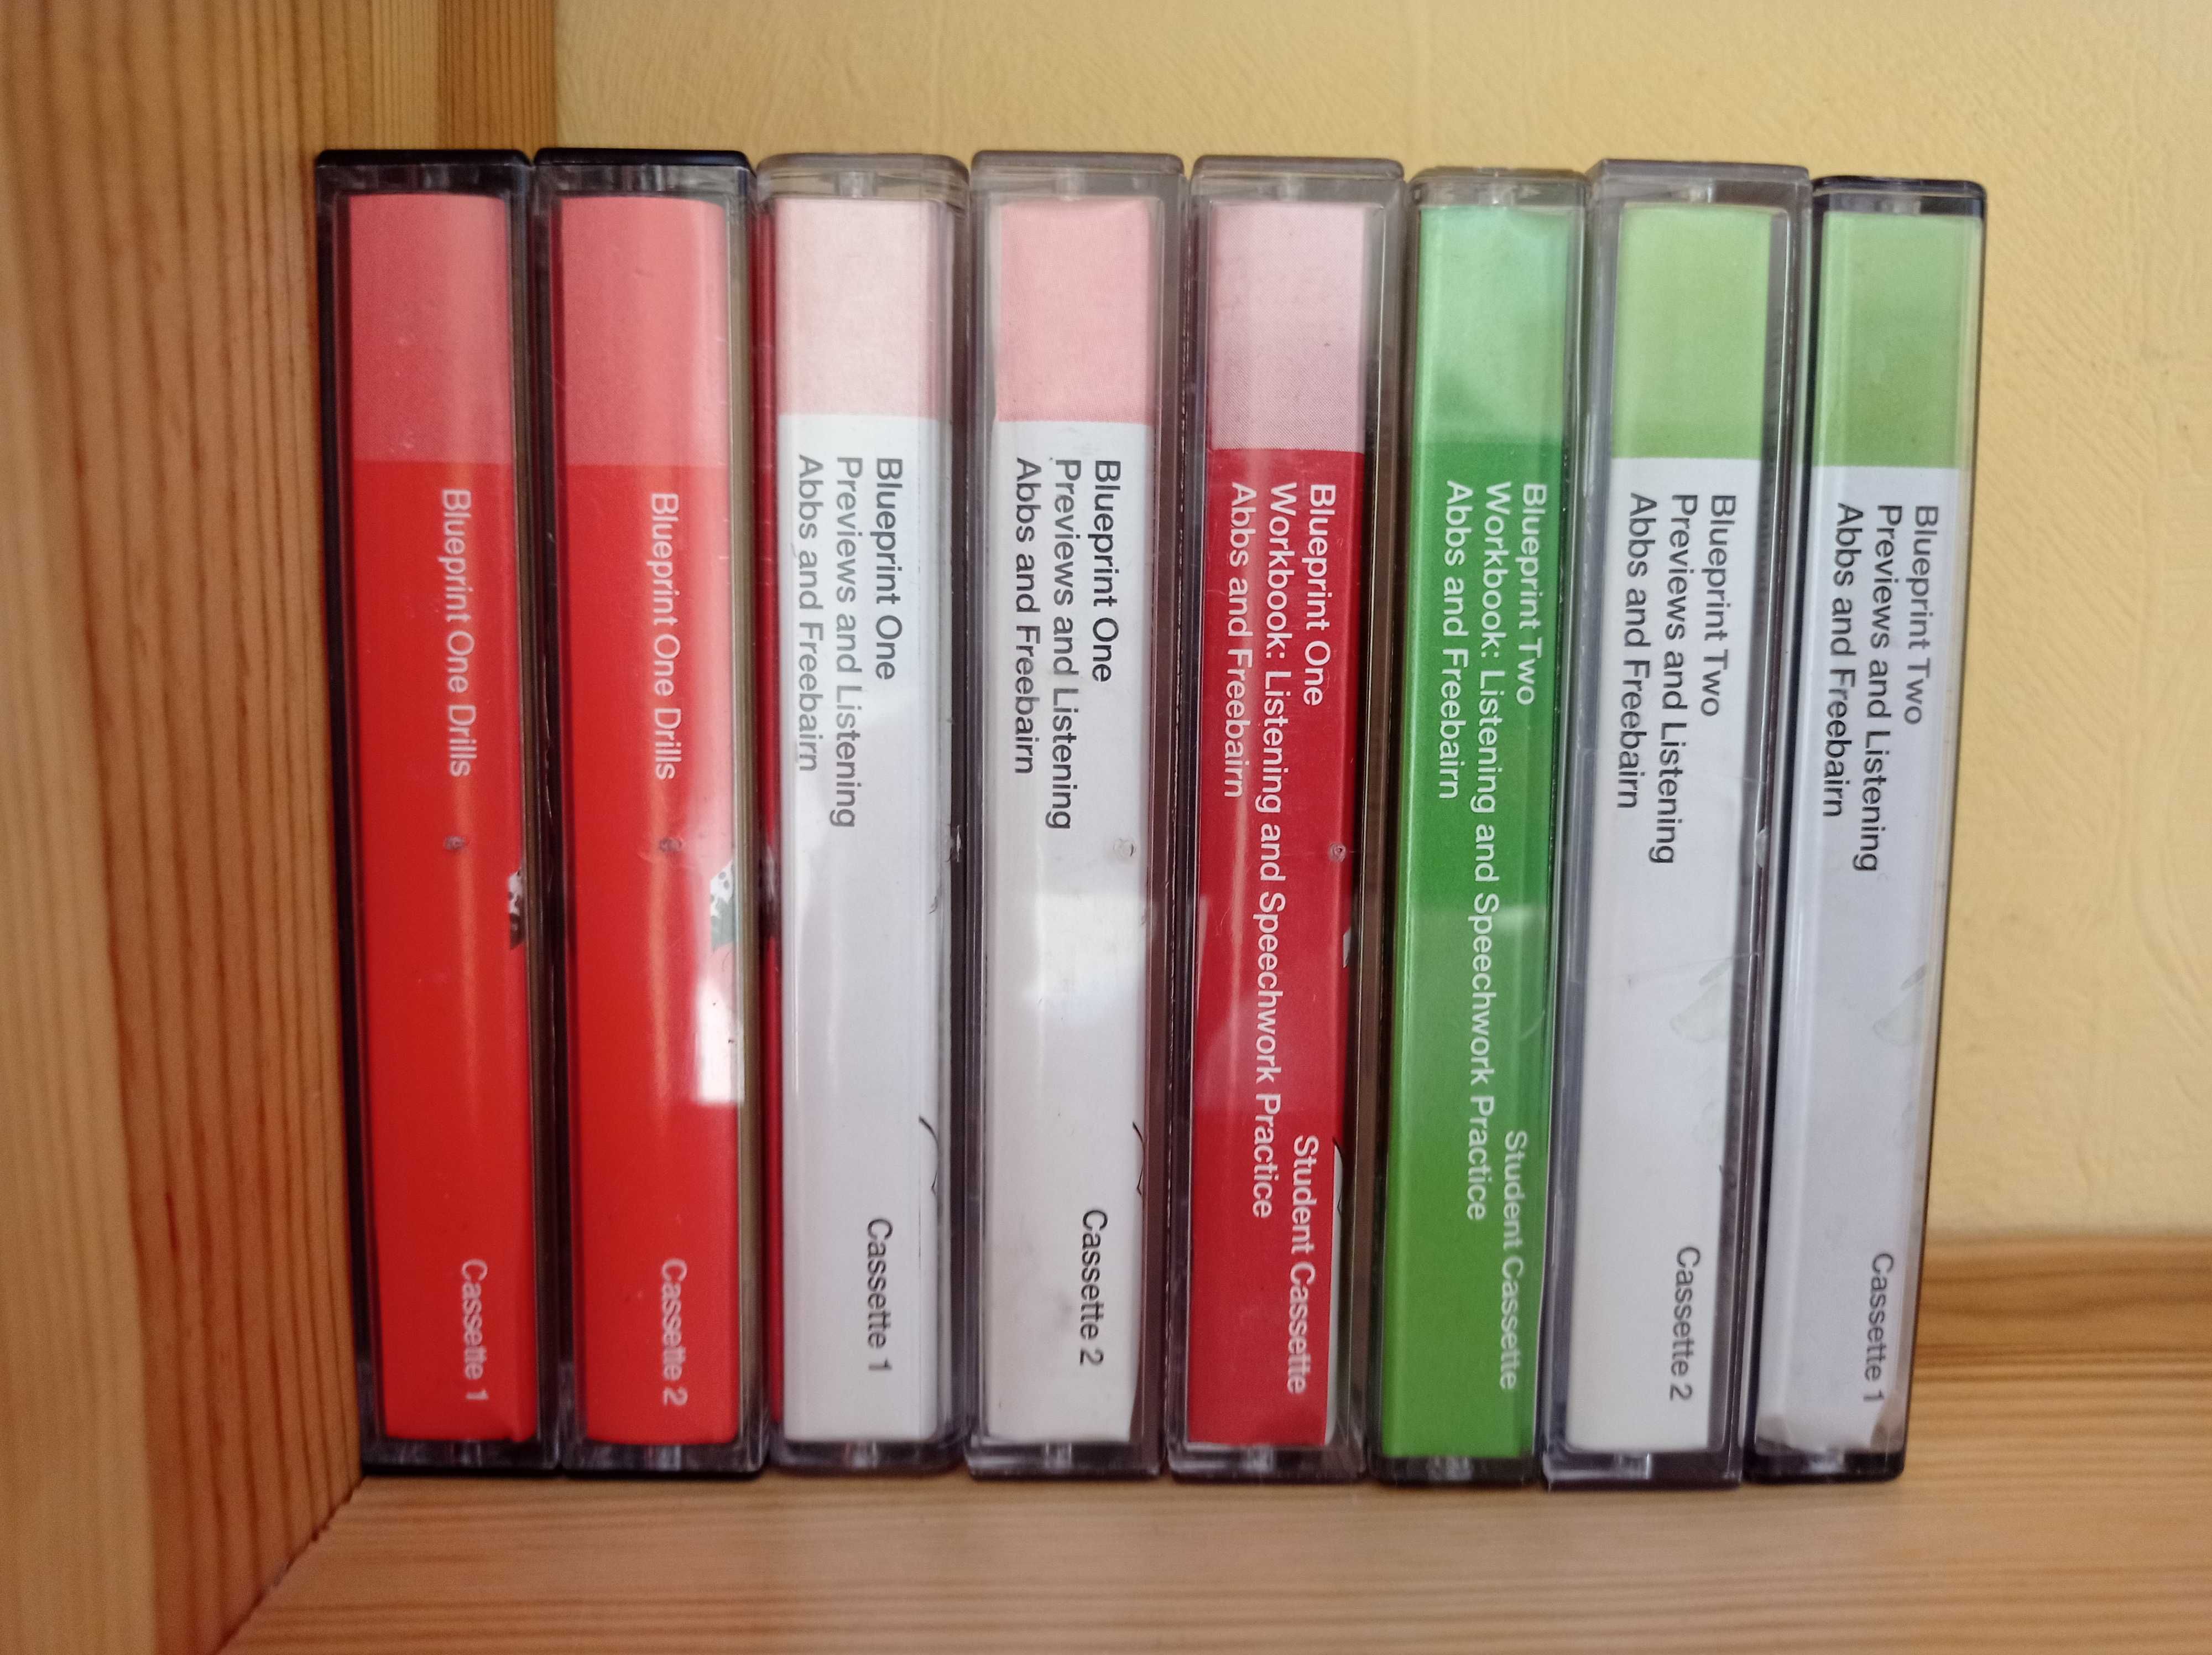 Blueprint One Drills
Cassette 1
Blueprint One Drills
Cassette 2
Blueprint One
Previews and Listening
Abbs and Freebairn
Cassette 1
Blueprint One
Previews and Listening
Abbs and Freebairn
Cassette 2
Blueprint One
Workbook: Listening and Speechwork Practice
Abbs and Freebairn
Student Cassette
Blueprint Two
Workbook: Listening and Speechwork Practice
Abbs and Freebairn
Student Cassette
Blueprint Two
Previews and Listening
Abbs and Freebairn
Cassette 2
Blueprint Two
Previews and Listening
Abbs and Freebairn
Cassette 1